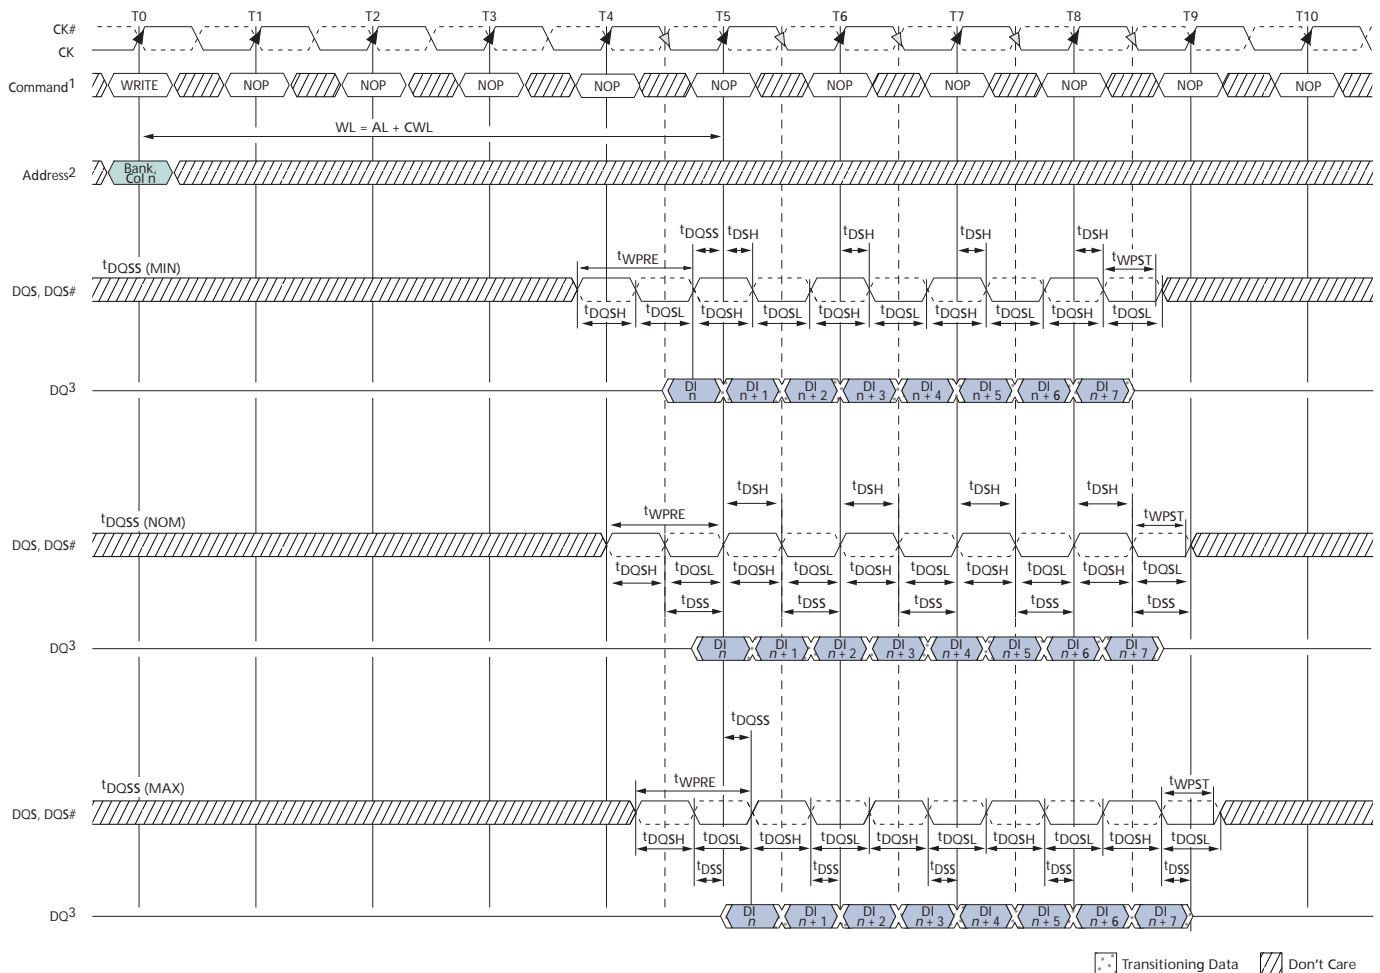 T0 T1 T2 T3 T4 T5 T6 T7 T8 T9 T10
CK#
CK
Command1 WRITE NOP NOP NOP NOP NOP NOP NOP NOP NOP NOP
WL = AL + CWL
Address2 Bank, Col n
tDQSS tDSH tDSH tDSH tDSH
tDQSS (MIN) tWPRE tWPST
DQS, DQS#
tDQSH tDQSL tDQSH tDQSL tDQSH tDQSL tDQSH tDQSL tDQSH tDQSL
DQ3 DI n DI n + 1 DI n + 2 DI n + 3 DI n + 4 DI n + 5 DI n + 6 DI n + 7
tDSH tDSH tDSH tDSH
tDQSS (NOM) tWPRE tWPST
DQS, DQS#
tDQSH tDQSL tDQSH tDQSL tDQSH tDQSL tDQSH tDQSL tDQSH tDQSL
tDSS tDSS tDSS tDSS tDSS
DQ3 DI n DI n + 1 DI n + 2 DI n + 3 DI n + 4 DI n + 5 DI n + 6 DI n + 7
tDQSS
tDQSS (MAX) tWPRE tWPST
DQS, DQS#
tDQSH tDQSL tDQSH tDQSL tDQSH tDQSL tDQSH tDQSL tDQSH tDQSL
tDSS tDSS tDSS tDSS tDSS
DQ3 DI n DI n + 1 DI n + 2 DI n + 3 DI n + 4 DI n + 5 DI n + 6 DI n + 7
Transitioning Data Don't Care